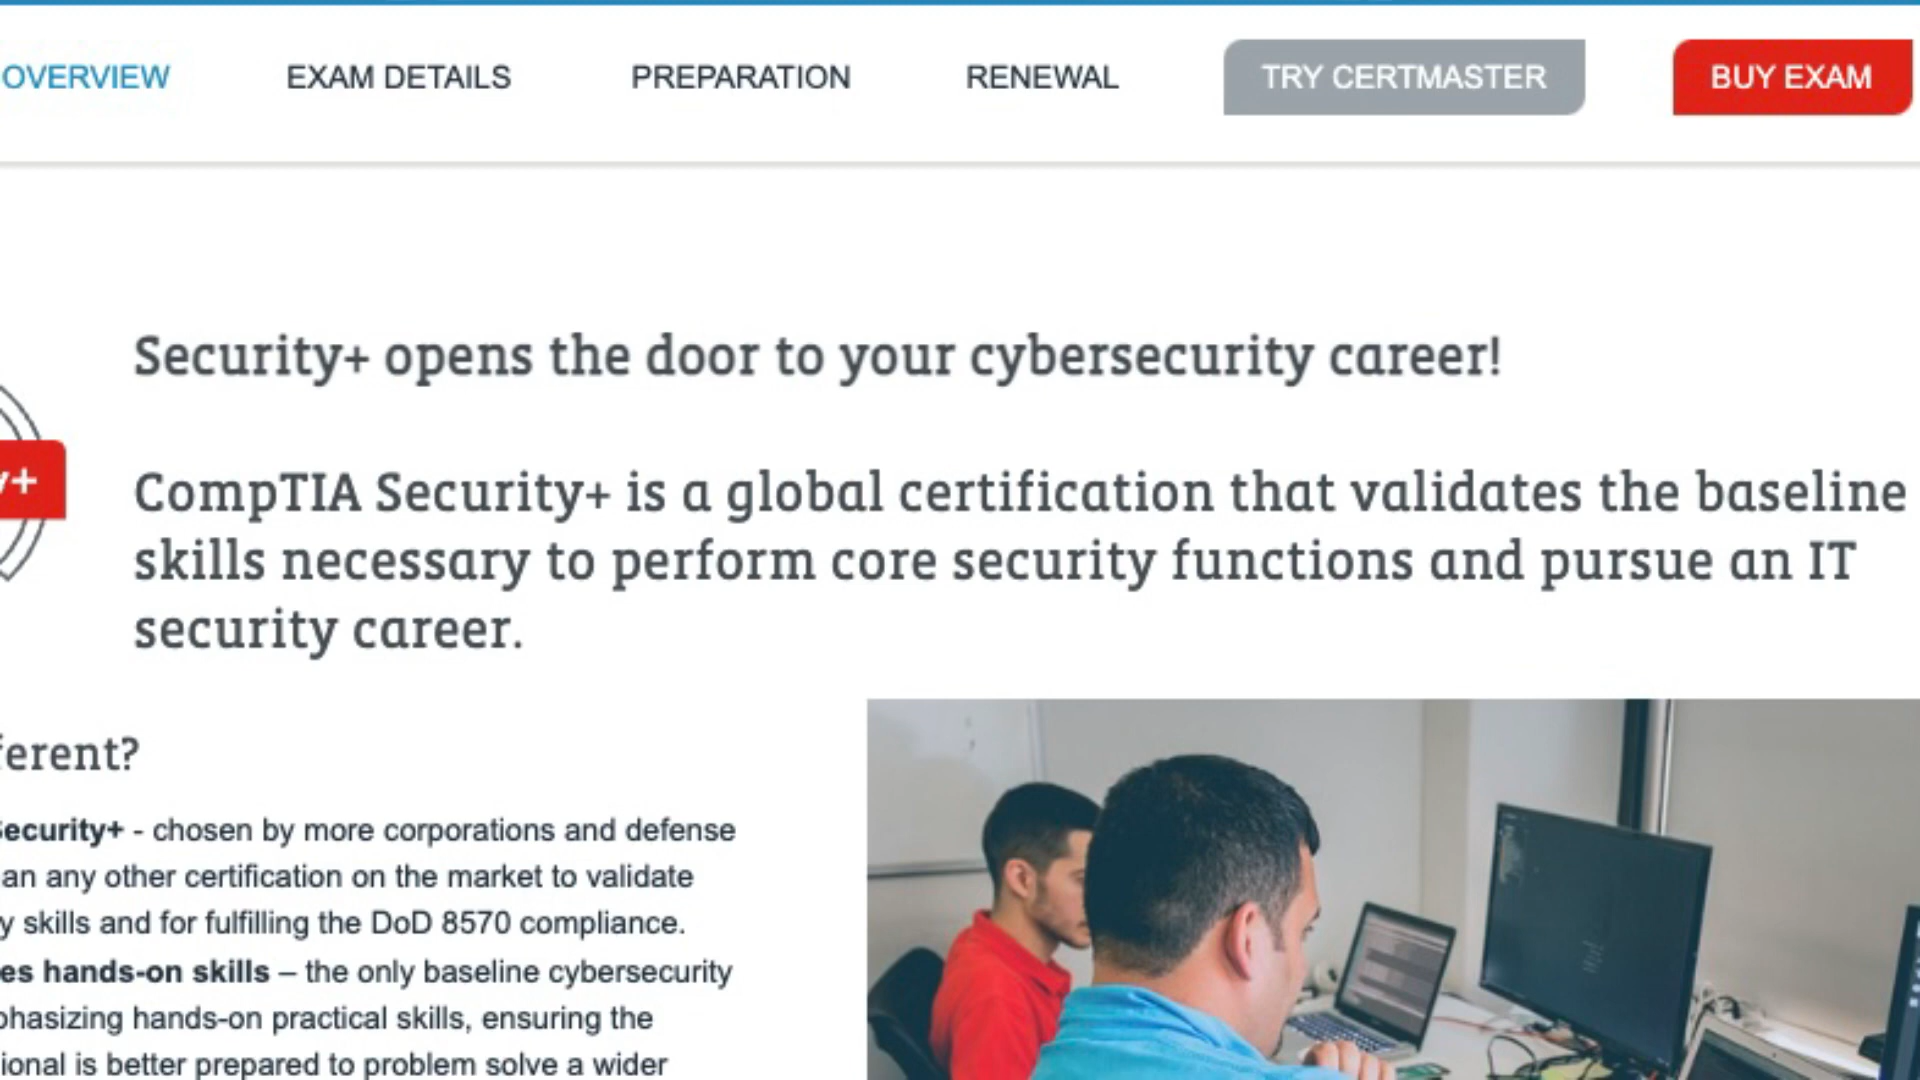 OVERVIEW EXAM DETAILS PREPARATION RENEWAL TRY CERTMASTER BUY EXAM
Security+ opens the door to your cybersecurity career!
y+
CompTIA Security+ is a global certification that validates the baseline
skills necessary to perform core security functions and pursue an IT
security career.
ferent?
Security+ - chosen by more corporations and defense
an any other certification on the market to validate
y skills and for fulfilling the DoD 8570 compliance.
es hands-on skills – the only baseline cybersecurity
phasizing hands-on practical skills, ensuring the
ional is better prepared to problem solve a wider